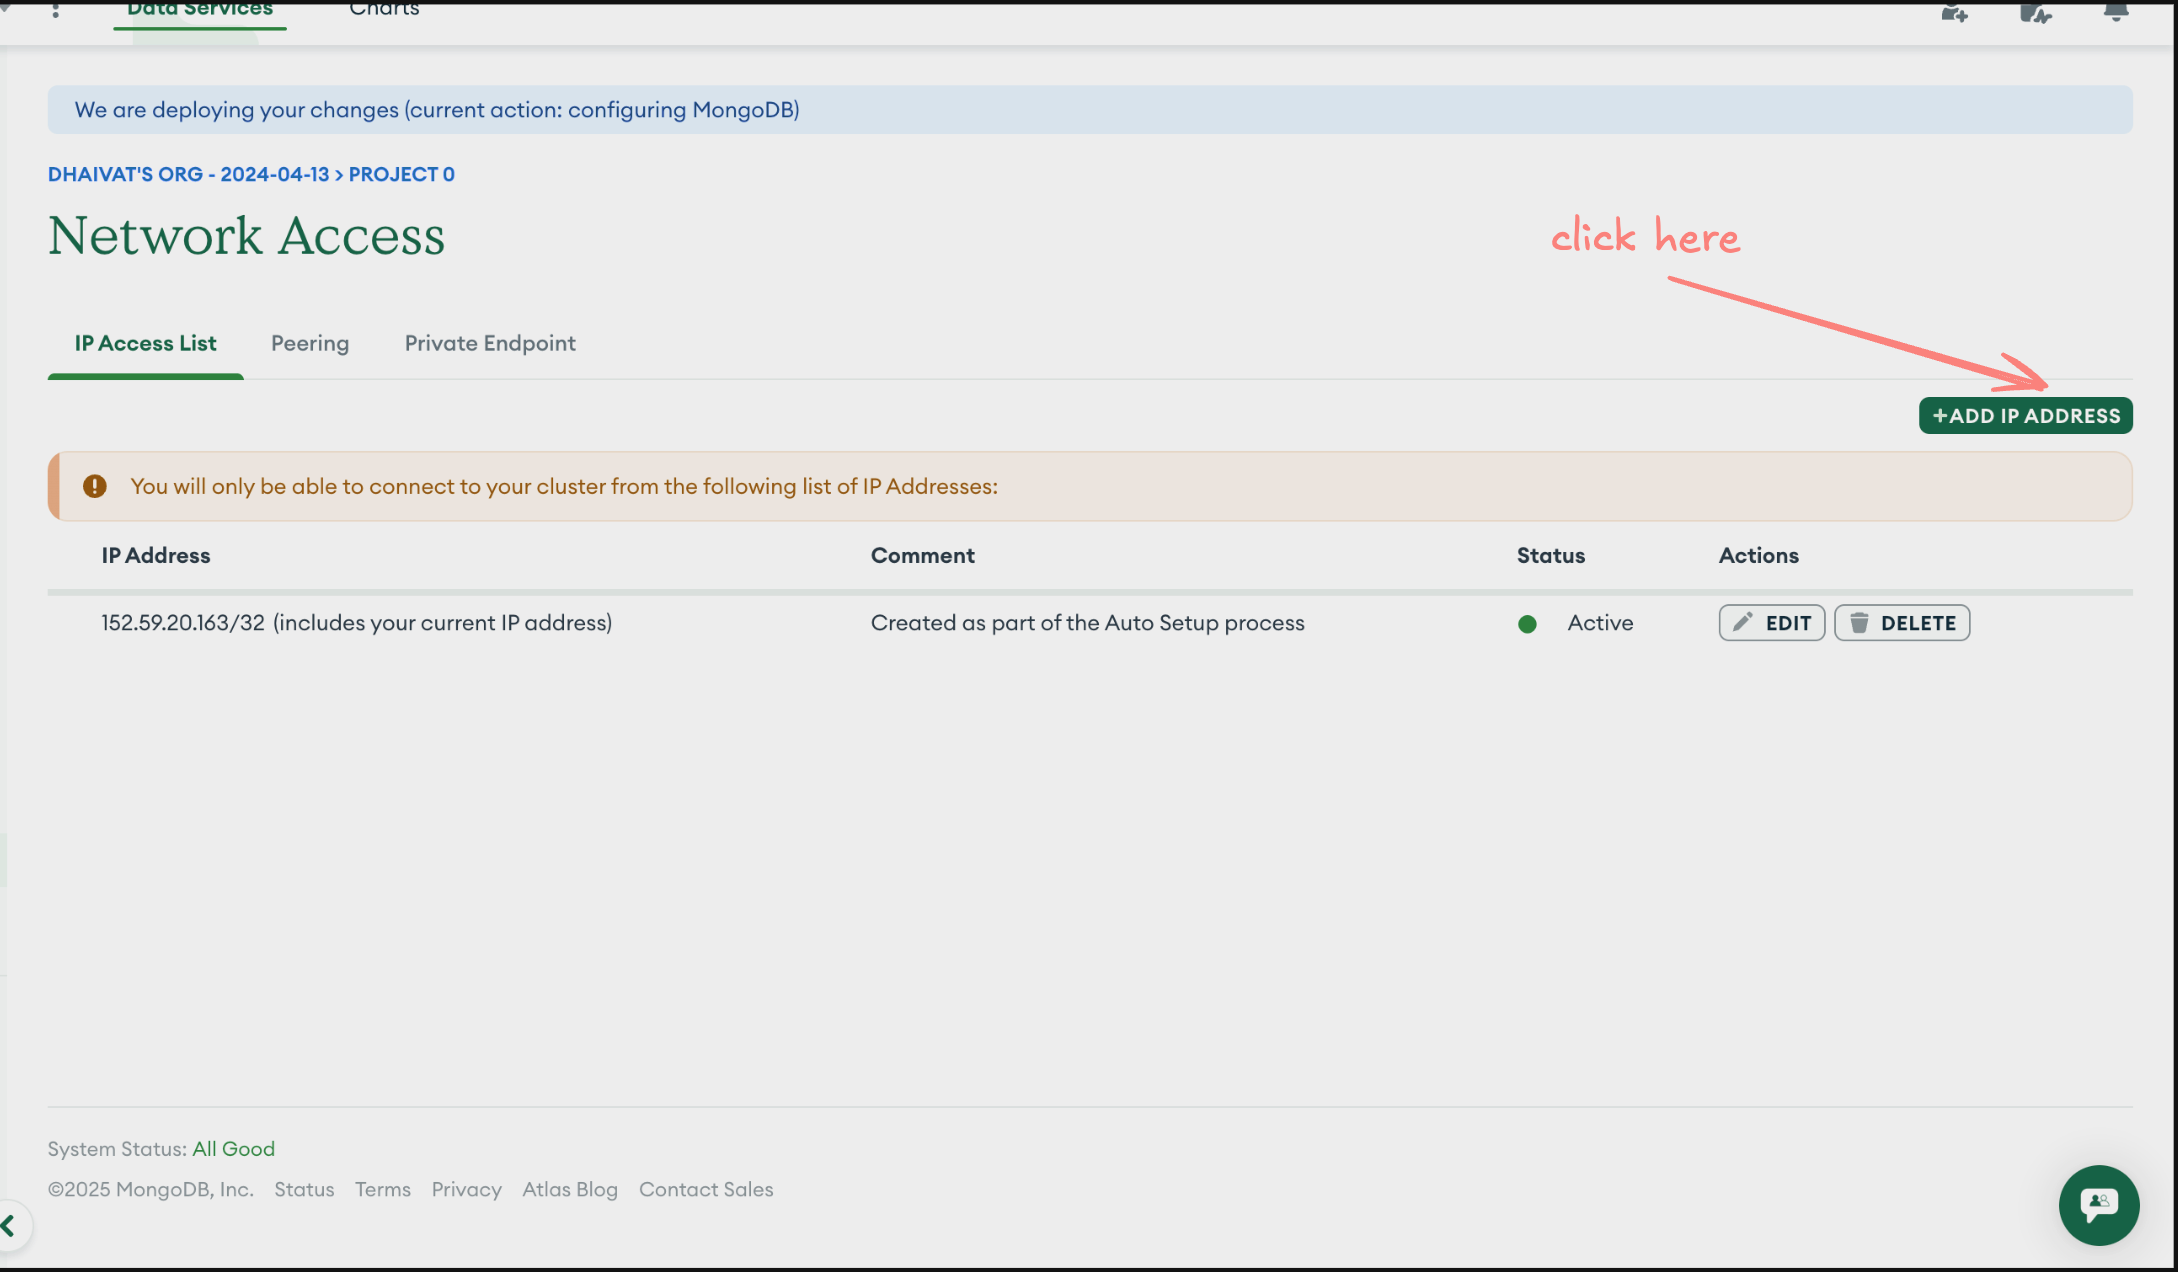 Data Services Charts
We are deploying your changes (current action: configuring MongoDB)
DHAIVAT'S ORG - 2024-04-13 > PROJECT 0
Network Access
click here
IP Access List Peering Private Endpoint
+ADD IP ADDRESS
You will only be able to connect to your cluster from the following list of IP Addresses:
IP Address Comment Status Actions
152.59.20.163/32 (includes your current IP address) Created as part of the Auto Setup process Active EDIT DELETE
System Status: All Good
©2025 MongoDB, Inc. Status Terms Privacy Atlas Blog Contact Sales